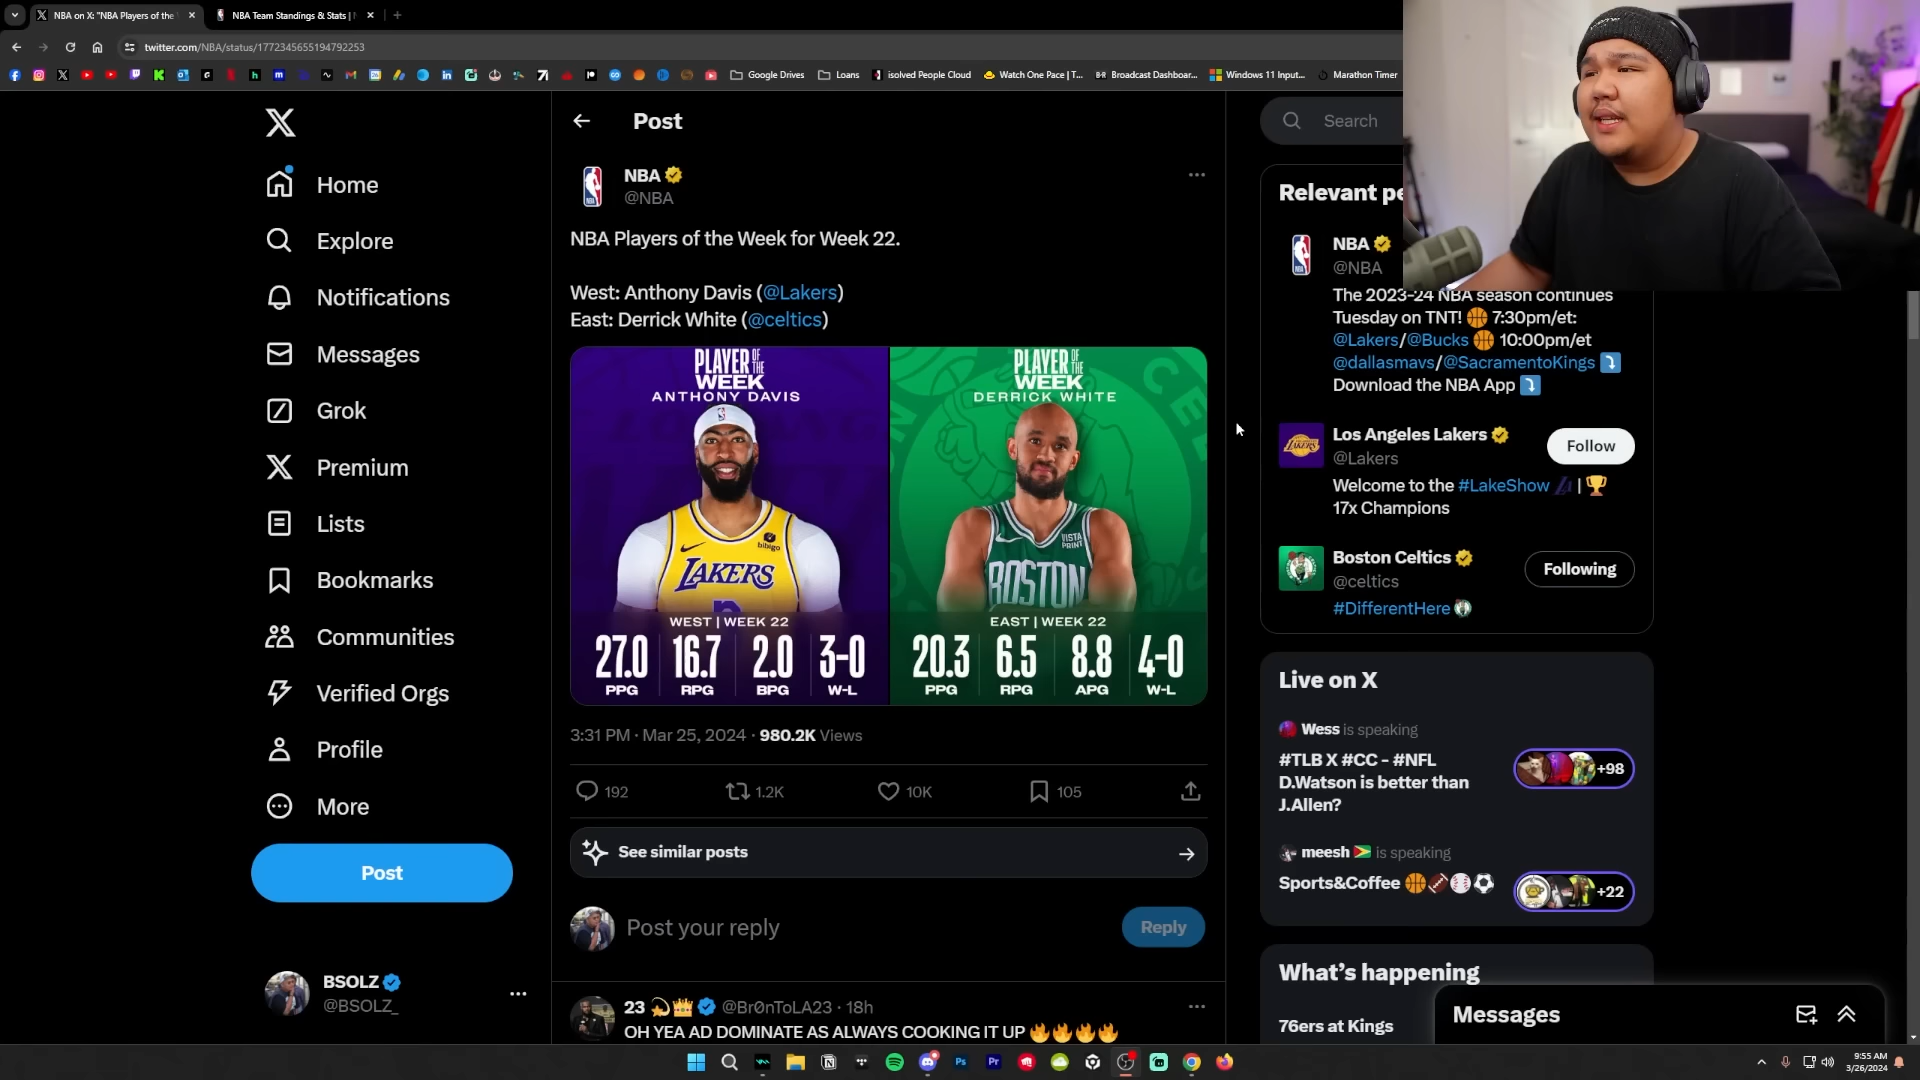 NBA on X: "NBA Players of the
NBA Team Standings & Stats |
twitter.com/NBA/status/1772345655194792253
Google Drives
Loans
isolved People Cloud
Watch One Pace | T...
Broadcast Dashboar...
Windows 11 Input...
Marathon Timer
Post
Search
NBA
@NBA
NBA Players of the Week for Week 22.
West: Anthony Davis (@Lakers)
East: Derrick White (@celtics)
PLAYER OF THE WEEK
ANTHONY DAVIS
bibigo
LAKERS
WEST | WEEK 22
27.0 16.7 2.0 3-0
PPG RPG BPG W-L
PLAYER OF THE WEEK
DERRICK WHITE
VISTA
PRINT
BOSTON
EAST | WEEK 22
20.3 6.5 8.8 4-0
PPG RPG APG W-L
3:31 PM · Mar 25, 2024 · 980.2K Views
192 1.2K 10K 105
See similar posts
Post your reply
Reply
23 @Br0nToLA23 · 18h
OH YEA AD DOMINATE AS ALWAYS COOKING IT UP 🔥🔥🔥🔥
Home
Explore
Notifications
Messages
Grok
Premium
Lists
Bookmarks
Communities
Verified Orgs
Profile
More
Post
BSOLZ
@BSOLZ_
Relevant pe
NBA
@NBA
The 2023-24 NBA season continues
Tuesday on TNT! 🏀 7:30pm/et:
@Lakers/@Bucks 🏀 10:00pm/et
@dallasmavs/@SacramentoKings ⤵️
Download the NBA App ⤵️
Los Angeles Lakers
@Lakers
Follow
Welcome to the #LakeShow | 🏆
17x Champions
Boston Celtics
@celtics
Following
#DifferentHere
Live on X
Wess is speaking
#TLB X #CC - #NFL
D.Watson is better than
J.Allen?
+98
meesh 🇬🇾 is speaking
Sports&Coffee 🏀🏈⚾⚽
+22
What's happening
76ers at Kings
Messages
9:55 AM
3/26/2024